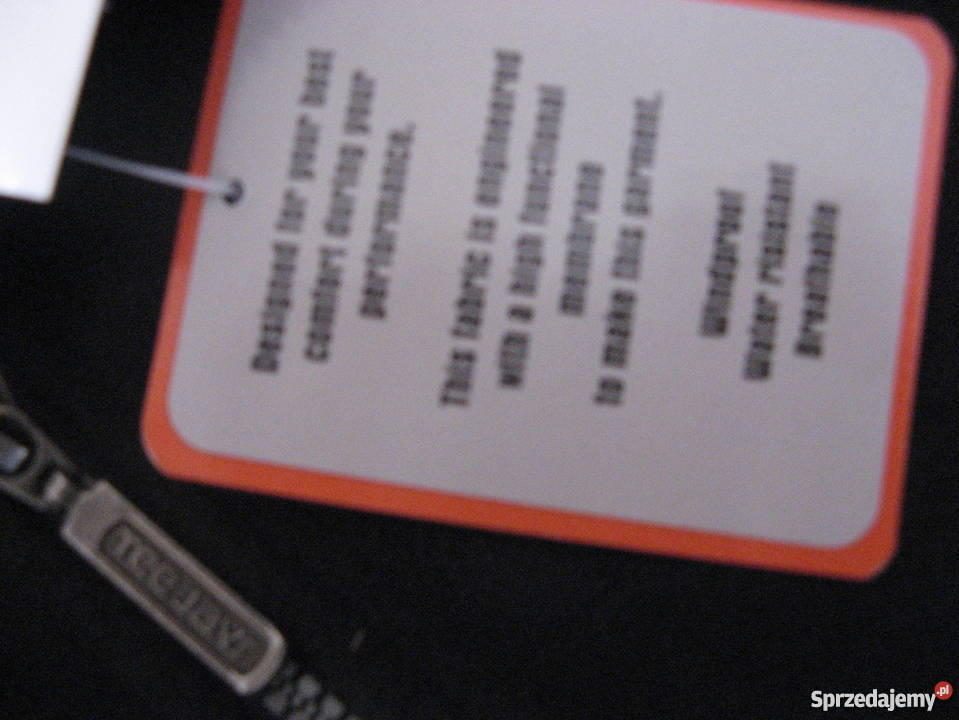 Designed for your best
comfort during your
performance.
This fabric is engineered
with a high functional
membrane
to make this garment.
Windproof
Water risistant
Breathable
Sprzedajemy.pl